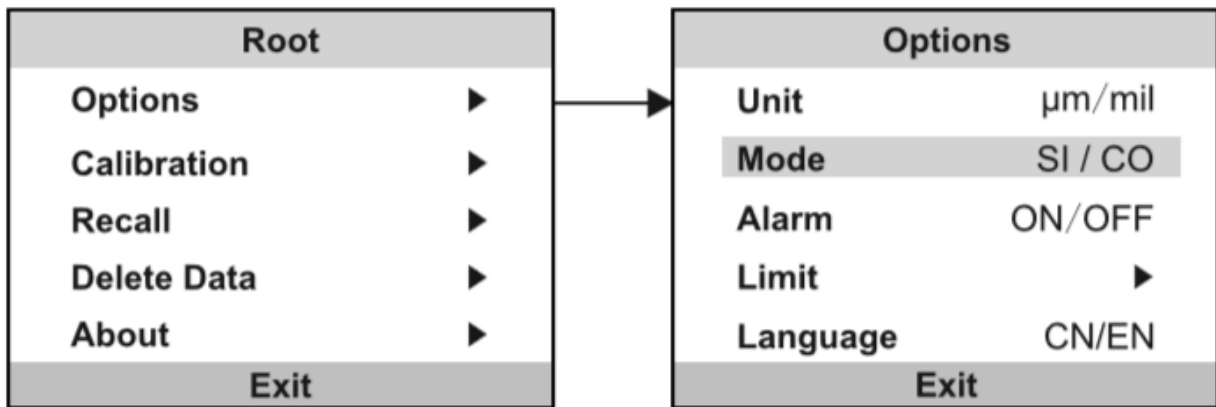 Root
Options ▶
Calibration ▶
Recall ▶
Delete Data ▶
About ▶
Exit
Options
Unit µm/mil
Mode SI / CO
Alarm ON/OFF
Limit ▶
Language CN/EN
Exit